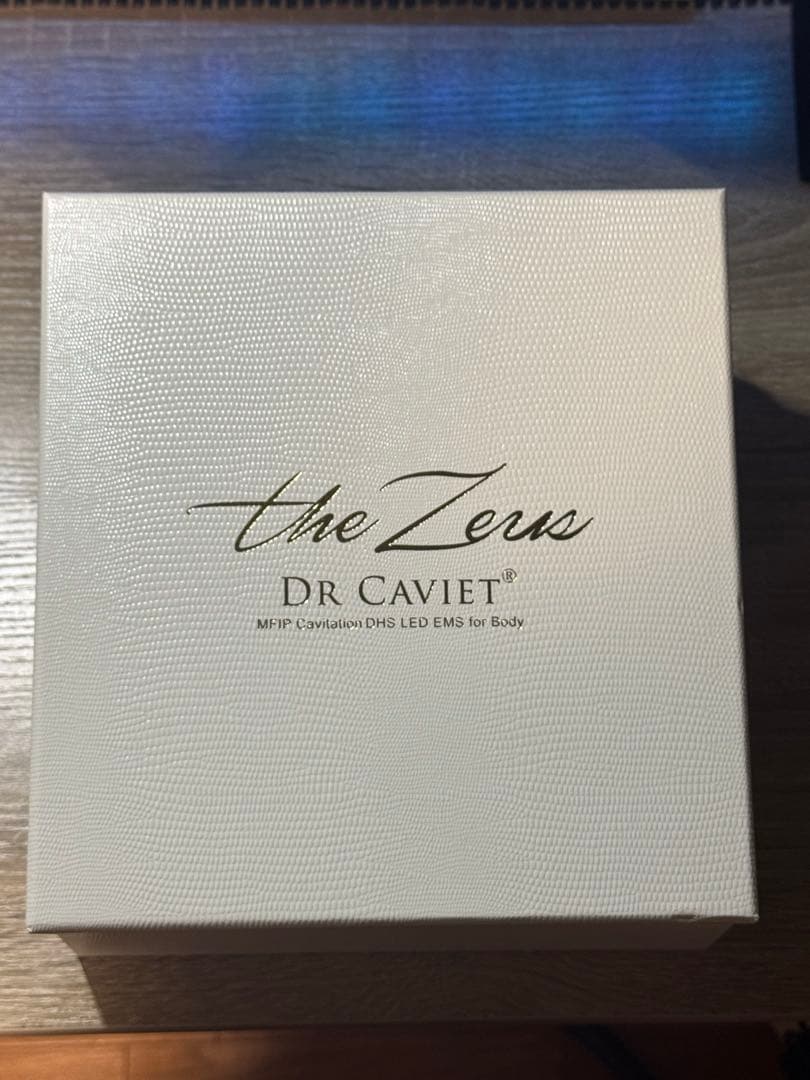 the Zeus
DR CAVIET®
MFIP Cavitation DHS LED EMS for Body